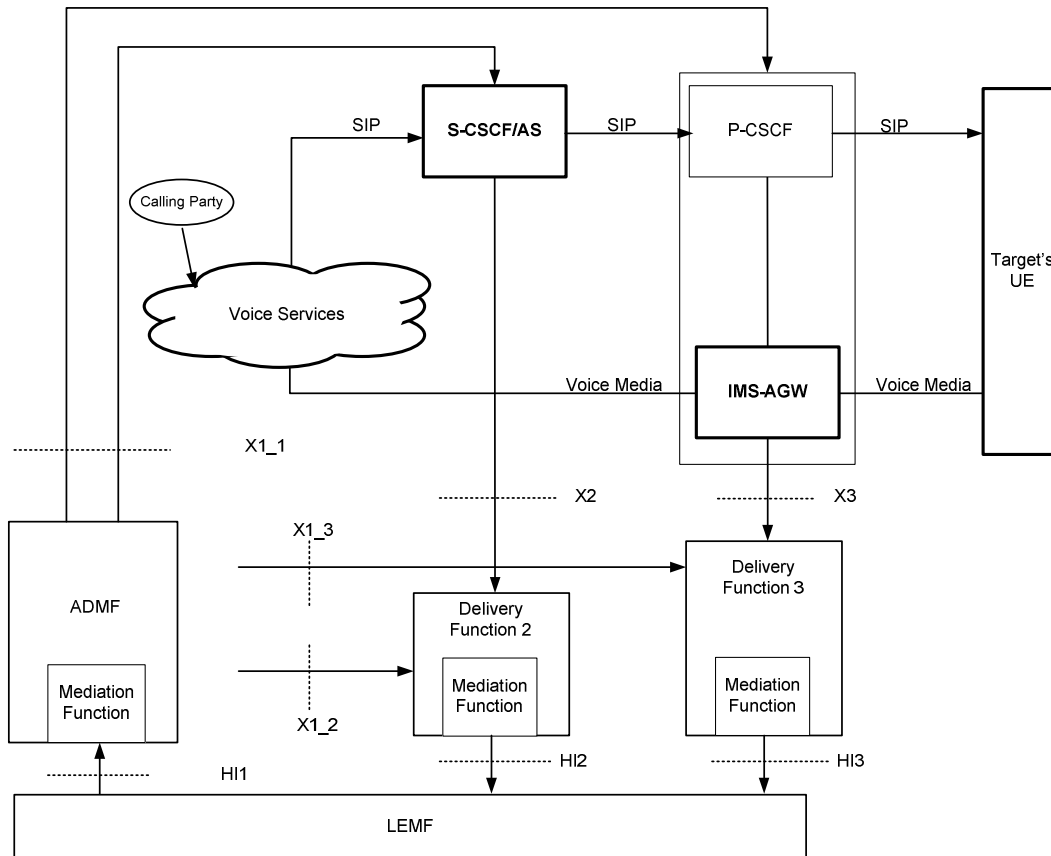 S-CSCF/AS
SIP
SIP
P-CSCF
SIP
Calling Party
Target's
UE
Voice Services
Voice Media
IMS-AGW
Voice Media
X1_1
X2
X3
X1_3
ADMF
Delivery
Function 2
Delivery
Function 3
Mediation
Function
Mediation
Function
Mediation
Function
X1_2
HI1
HI2
HI3
LEMF